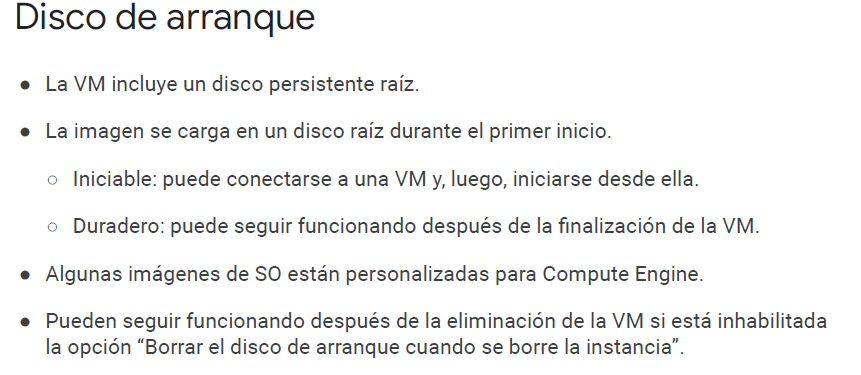 Disco de arranque
● La VM incluye un disco persistente raíz.
● La imagen se carga en un disco raíz durante el primer inicio.
○ Iniciable: puede conectarse a una VM y, luego, iniciarse desde ella.
○ Duradero: puede seguir funcionando después de la finalización de la VM.
● Algunas imágenes de SO están personalizadas para Compute Engine.
● Pueden seguir funcionando después de la eliminación de la VM si está inhabilitada
la opción “Borrar el disco de arranque cuando se borre la instancia”.